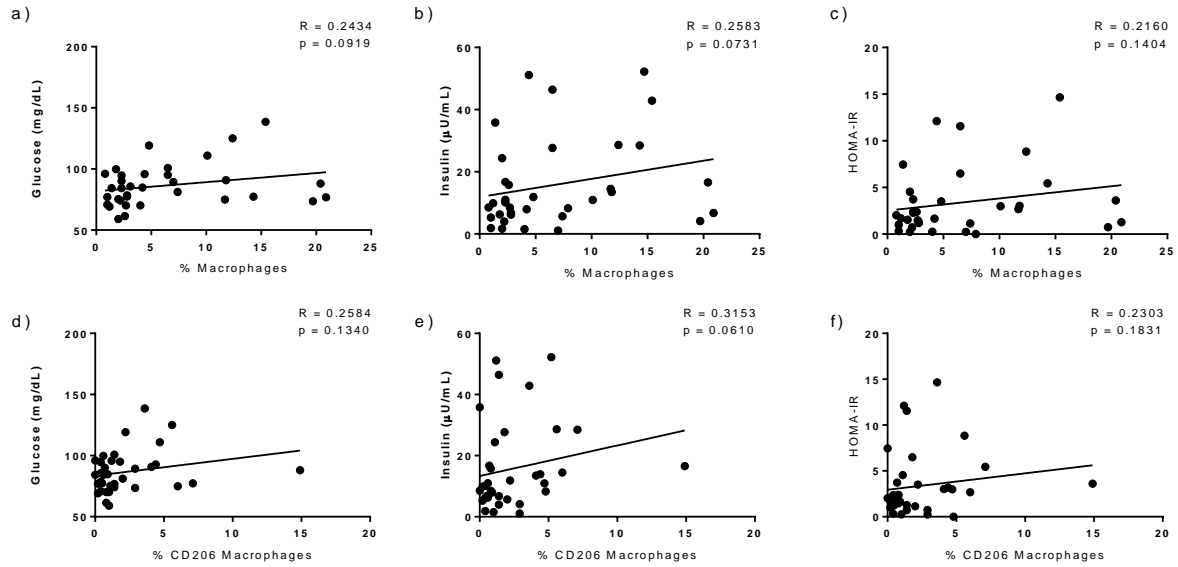 a)
R = 0.2434
p = 0.0919
Glucose (mg/dL)
200
150
100
50
0
5
10
15
20
25
% Macrophages
b)
R = 0.2583
p = 0.0731
Insulin (µU/mL)
60
40
20
0
0
5
10
15
20
25
% Macrophages
c)
R = 0.2160
p = 0.1404
HOMA-IR
20
15
10
5
0
0
5
10
15
20
25
% Macrophages
d)
R = 0.2584
p = 0.1340
Glucose (mg/dL)
200
150
100
50
0
5
10
15
20
% CD206 Macrophages
e)
R = 0.3153
p = 0.0610
Insulin (µU/mL)
60
40
20
0
0
5
10
15
20
% CD206 Macrophages
f)
R = 0.2303
p = 0.1831
HOMA-IR
20
15
10
5
0
0
5
10
15
20
% CD206 Macrophages